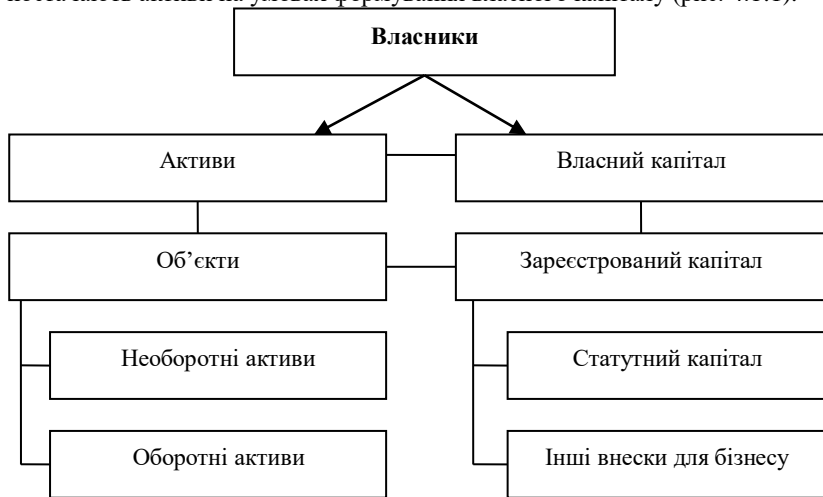 Власники
Активи
Власний капітал
Об’єкти
Зареєстрований капітал
Необоротні активи
Статутний капітал
Оборотні активи
Інші внески для бізнесу